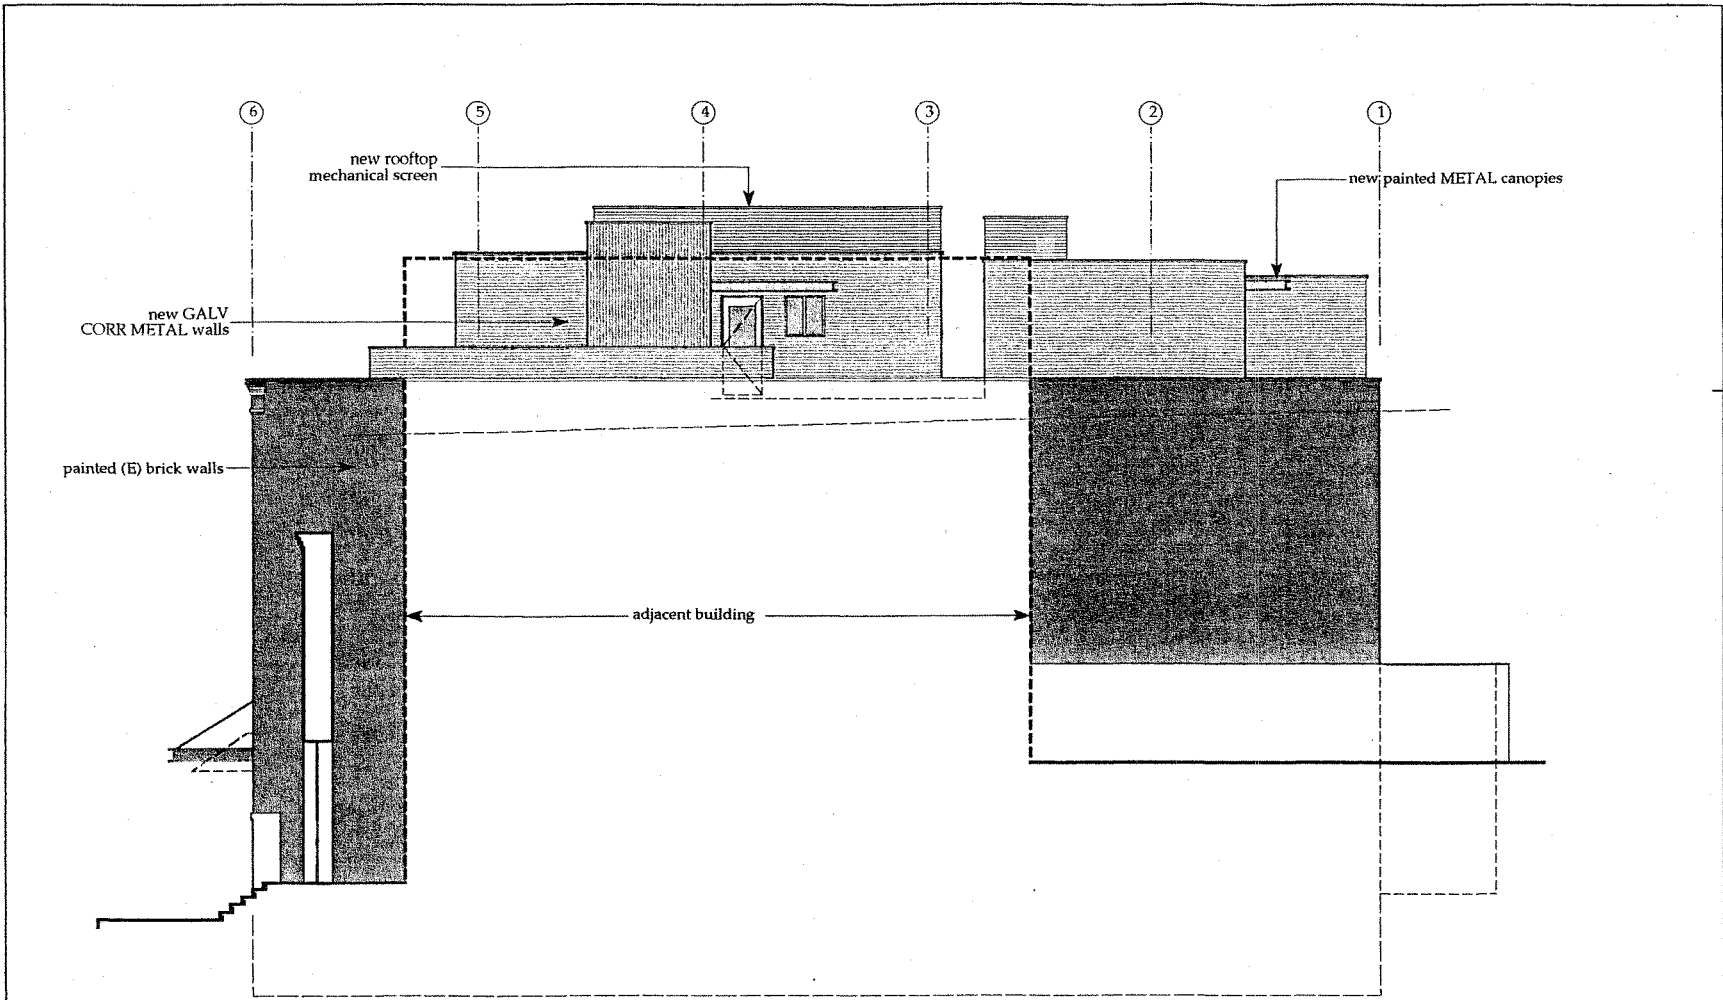 6 5 4 3 2 1
new rooftop
mechanical screen
new painted METAL canopies
new GALV
CORR METAL walls
painted (E) brick walls
adjacent building